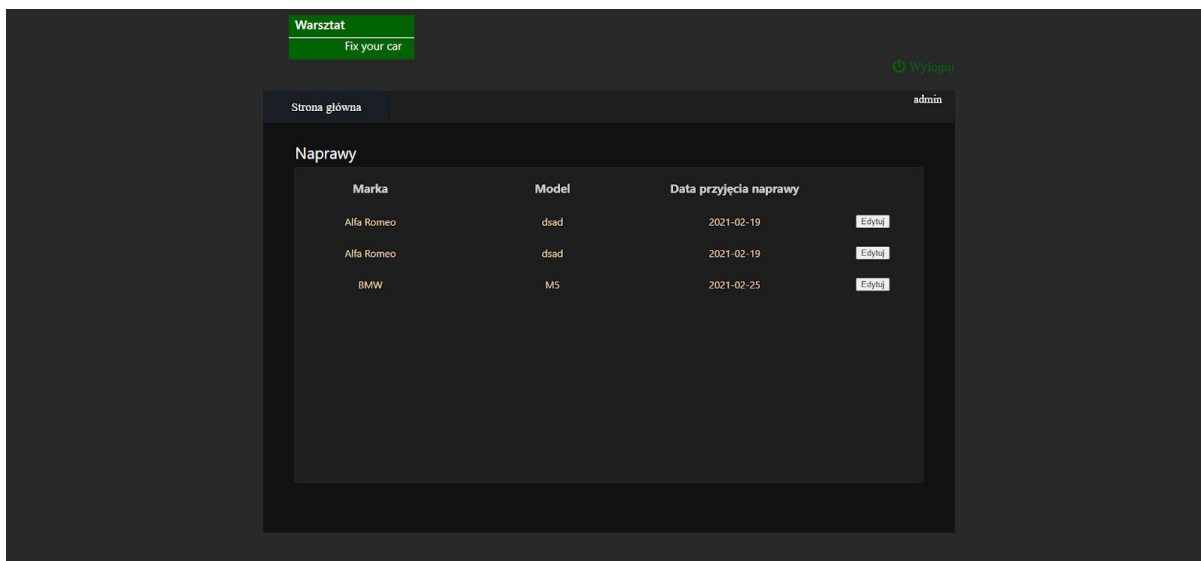 Warsztat
Fix your car
Wyloguj
Strona główna
admin
Naprawy
Marka Model Data przyjęcia naprawy
Alfa Romeo dsad 2021-02-19 Edytuj
Alfa Romeo dsad 2021-02-19 Edytuj
BMW M5 2021-02-25 Edytuj